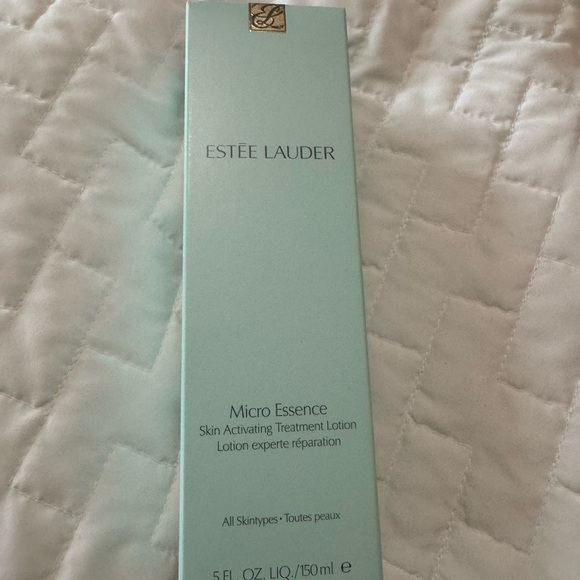 ESTĒE LAUDER
Micro Essence
Skin Activating Treatment Lotion
Lotion experte réparation
All Skintypes • Toutes peaux
5 FL. OZ. LIQ./150 ml e